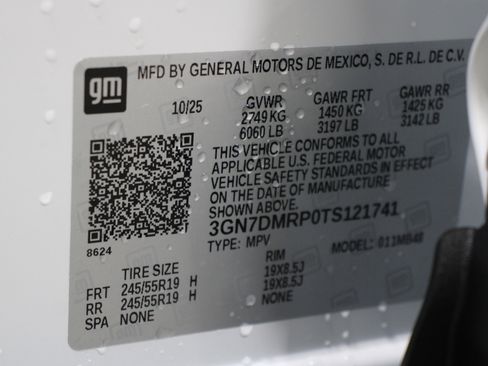 gm
MFD BY GENERAL MOTORS DE MEXICO, S. DE R.L. DE C.V.
10/25 GVWR GAWR FRT GAWR RR
2749 KG 1450 KG 1425 KG
6060 LB 3197 LB 3142 LB
THIS VEHICLE CONFORMS TO ALL
APPLICABLE U.S. FEDERAL MOTOR
VEHICLE SAFETY STANDARDS IN EFFECT
ON THE DATE OF MANUFACTURE
SHOWN ABOVE.
3GN7DMRP0TS121741
8624
TYPE: MPV MODEL:
TIRE SIZE RIM
FRT 245/55R19 H 19X8.5J
RR 245/55R19 H 19X8.5J
SPA NONE NONE